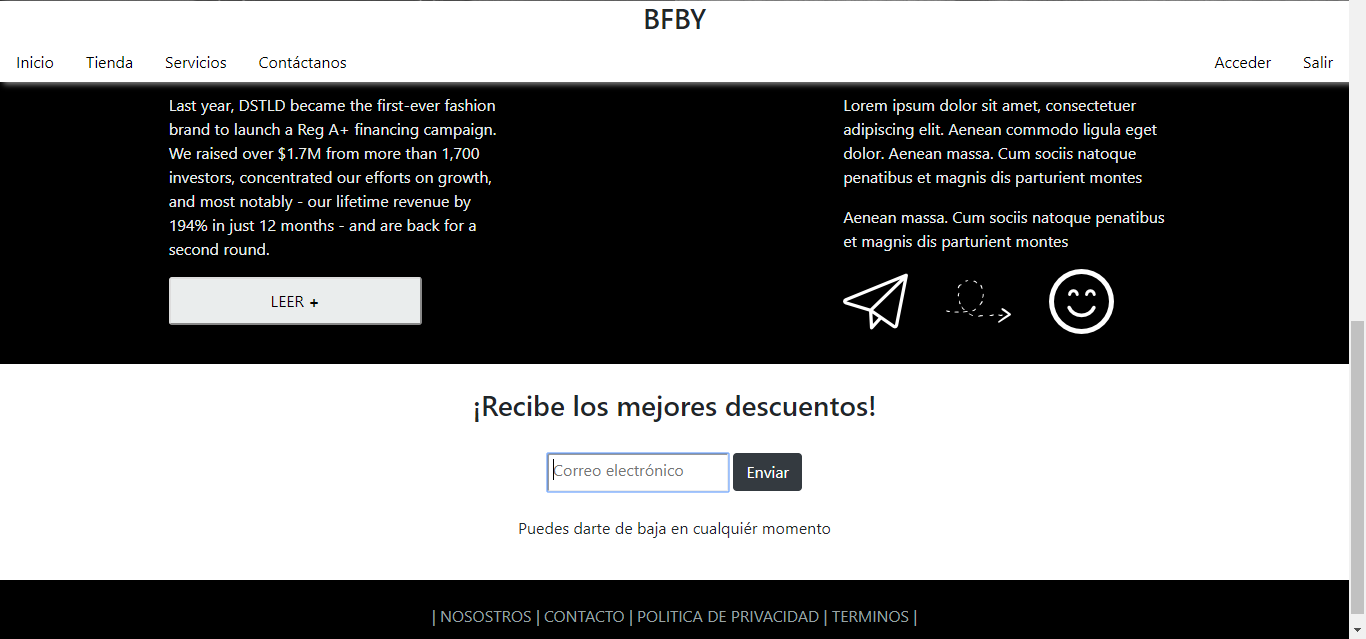 BFBY
Inicio Tienda Servicios Contáctanos Acceder Salir
Last year, DSTLD became the first-ever fashion
brand to launch a Reg A+ financing campaign.
We raised over $1.7M from more than 1,700
investors, concentrated our efforts on growth,
and most notably - our lifetime revenue by
194% in just 12 months - and are back for a
second round.
LEER +
Lorem ipsum dolor sit amet, consectetuer
adipiscing elit. Aenean commodo ligula eget
dolor. Aenean massa. Cum sociis natoque
penatibus et magnis dis parturient montes
Aenean massa. Cum sociis natoque penatibus
et magnis dis parturient montes
¡Recibe los mejores descuentos!
Correo electrónico Enviar
Puedes darte de baja en cualquiér momento
| NOSOSTROS | CONTACTO | POLITICA DE PRIVACIDAD | TERMINOS |